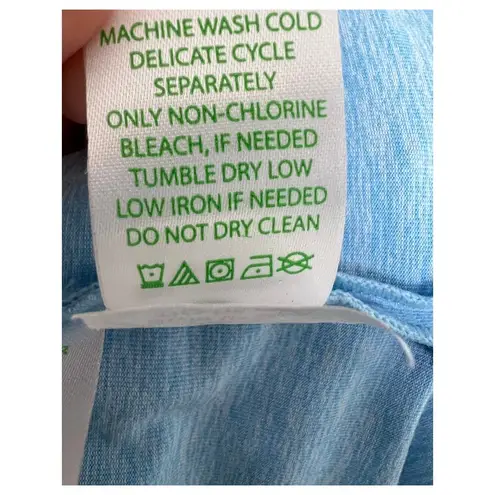 MACHINE WASH COLD
DELICATE CYCLE
SEPARATELY
ONLY NON-CHLORINE
BLEACH, IF NEEDED
TUMBLE DRY LOW
LOW IRON IF NEEDED
DO NOT DRY CLEAN